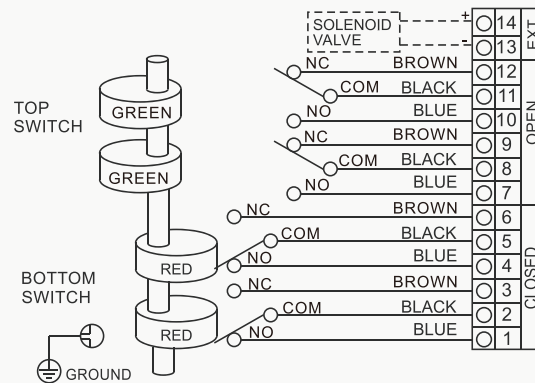 SOLENOID
VALVE
+
-
14
13
EXT
NC BROWN 12
COM BLACK 11
NO BLUE 10
NC BROWN 9
COM BLACK 8
NO BLUE 7
OPEN
NC BROWN 6
COM BLACK 5
NO BLUE 4
NC BROWN 3
COM BLACK 2
NO BLUE 1
CLOSED
TOP
SWITCH
GREEN
GREEN
RED
BOTTOM
SWITCH
RED
GROUND